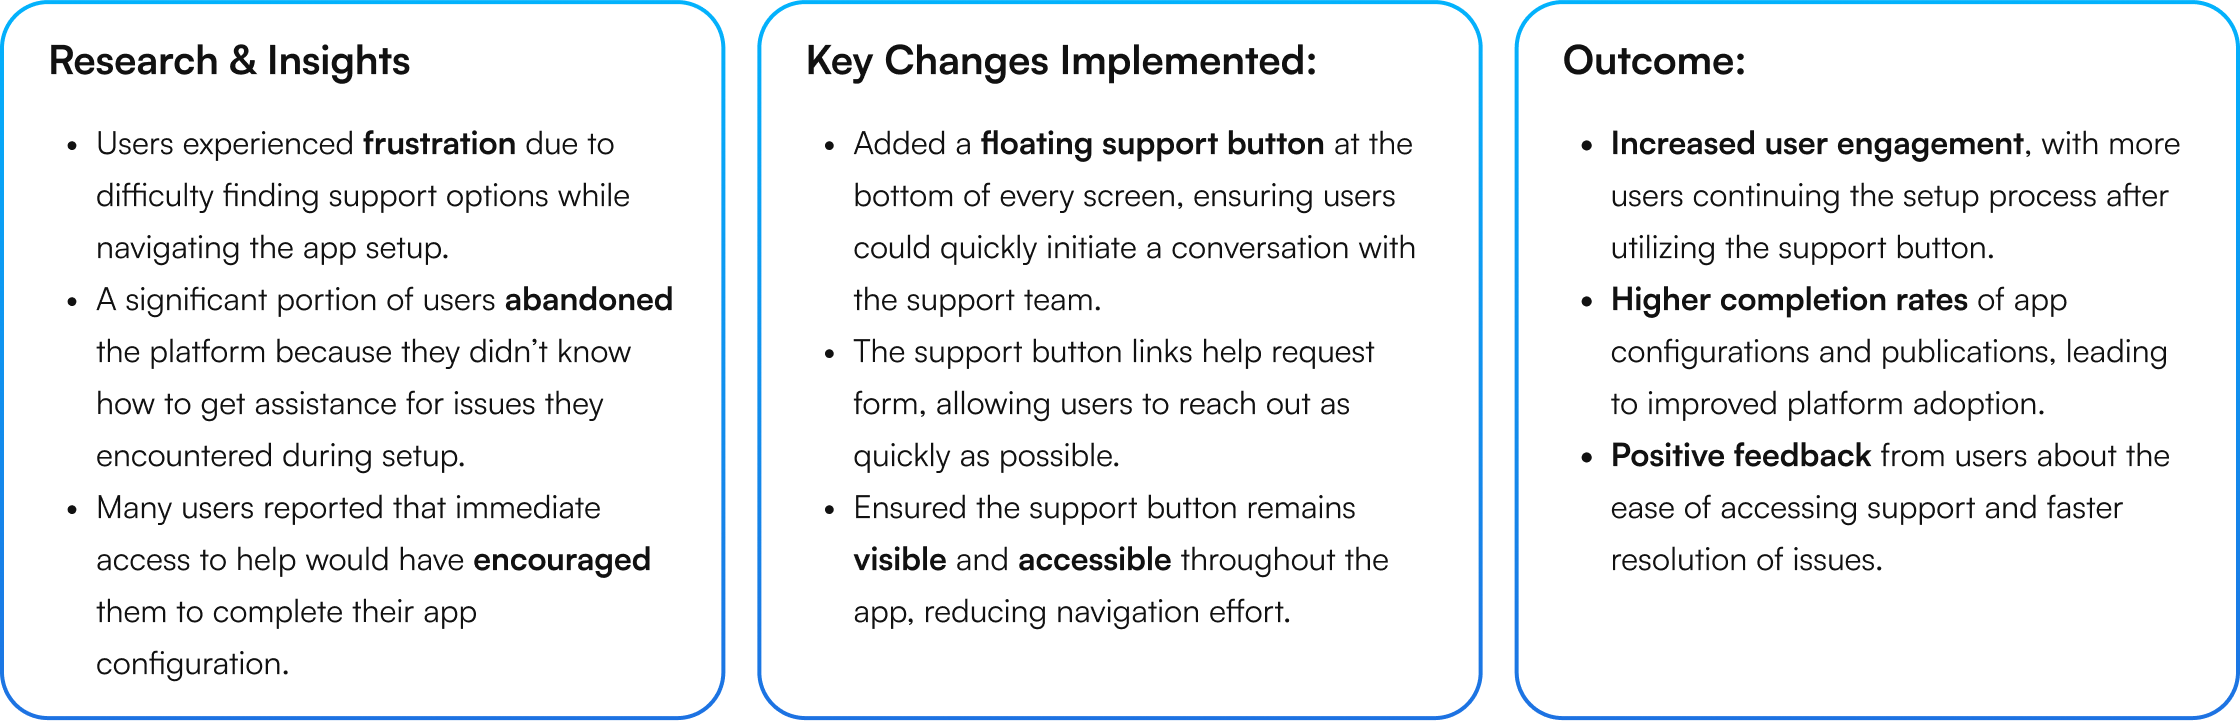 Research & Insights
• Users experienced frustration due to
difficulty finding support options while
navigating the app setup.
• A significant portion of users abandoned
the platform because they didn’t know
how to get assistance for issues they
encountered during setup.
• Many users reported that immediate
access to help would have encouraged
them to complete their app
configuration.
Key Changes Implemented:
• Added a floating support button at the
bottom of every screen, ensuring users
could quickly initiate a conversation with
the support team.
• The support button links help request
form, allowing users to reach out as
quickly as possible.
• Ensured the support button remains
visible and accessible throughout the
app, reducing navigation effort.
Outcome:
• Increased user engagement, with more
users continuing the setup process after
utilizing the support button.
• Higher completion rates of app
configurations and publications, leading
to improved platform adoption.
• Positive feedback from users about the
ease of accessing support and faster
resolution of issues.